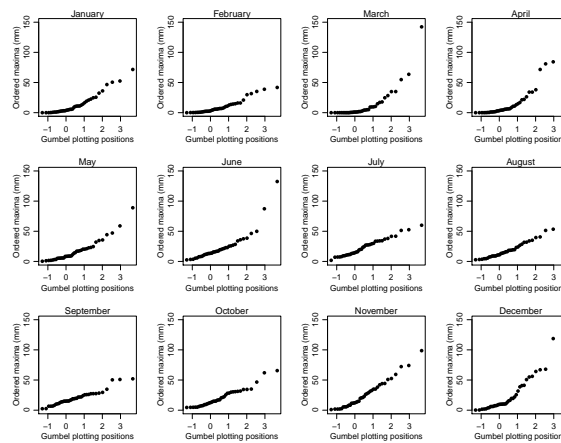 January
Ordered maxima (mm)
150
100
50
0
−1 0 1 2 3
Gumbel plotting positions
February
Ordered maxima (mm)
150
100
50
0
−1 0 1 2 3
Gumbel plotting positions
March
Ordered maxima (mm)
150
100
50
0
−1 0 1 2 3
Gumbel plotting positions
April
Ordered maxima (mm)
150
100
50
0
−1 0 1 2 3
Gumbel plotting positions
May
Ordered maxima (mm)
150
100
50
0
−1 0 1 2 3
Gumbel plotting positions
June
Ordered maxima (mm)
150
100
50
0
−1 0 1 2 3
Gumbel plotting positions
July
Ordered maxima (mm)
150
100
50
0
−1 0 1 2 3
Gumbel plotting positions
August
Ordered maxima (mm)
150
100
50
0
−1 0 1 2 3
Gumbel plotting positions
September
Ordered maxima (mm)
150
100
50
0
−1 0 1 2 3
Gumbel plotting positions
October
Ordered maxima (mm)
150
100
50
0
−1 0 1 2 3
Gumbel plotting positions
November
Ordered maxima (mm)
150
100
50
0
−1 0 1 2 3
Gumbel plotting positions
December
Ordered maxima (mm)
150
100
50
0
−1 0 1 2 3
Gumbel plotting positions